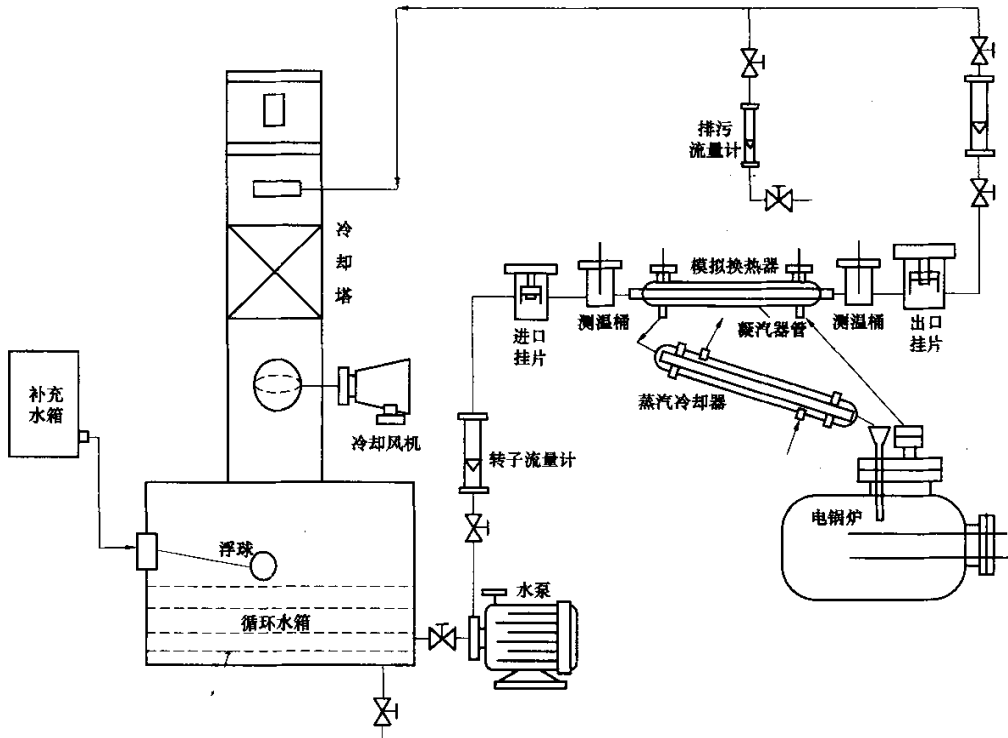 排污
流量计
冷
却
塔
模拟换热器
进口
挂片
测温桶
凝汽器管
测温桶
出口
挂片
补充
水箱
冷却风机
蒸汽冷却器
转子流量计
电锅炉
浮球
循环水箱
水泵